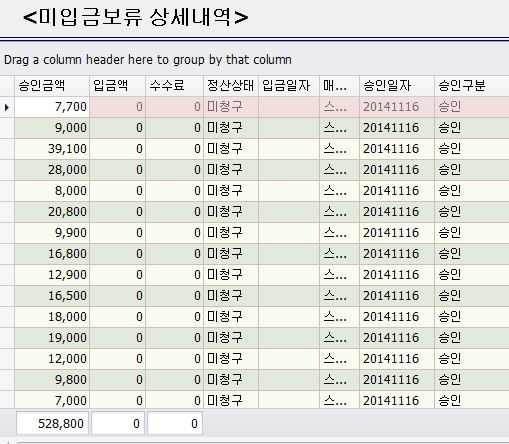 <미입금보류 상세내역>
Drag a column header here to group by that column
승인금액 입금액 수수료 정산상태 입금일자 매... 승인일자 승인구분
7,700 0 0 미청구 스... 20141116 승인
9,000 0 0 미청구 스... 20141116 승인
39,100 0 0 미청구 스... 20141116 승인
28,000 0 0 미청구 스... 20141116 승인
8,000 0 0 미청구 스... 20141116 승인
20,800 0 0 미청구 스... 20141116 승인
9,900 0 0 미청구 스... 20141116 승인
16,800 0 0 미청구 스... 20141116 승인
12,900 0 0 미청구 스... 20141116 승인
16,500 0 0 미청구 스... 20141116 승인
18,000 0 0 미청구 스... 20141116 승인
19,000 0 0 미청구 스... 20141116 승인
12,000 0 0 미청구 스... 20141116 승인
9,800 0 0 미청구 스... 20141116 승인
7,000 0 0 미청구 스... 20141116 승인
528,800 0 0